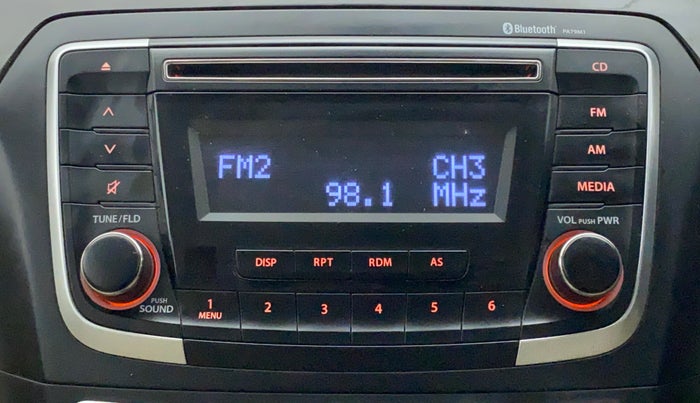 Bluetooth PA79M1
CD
FM
AM
MEDIA
FM2 CH3
98.1 MHz
TUNE/FLD
VOL PUSH PWR
DISP RPT RDM AS
PUSH SOUND
1 MENU 2 3 4 5 6